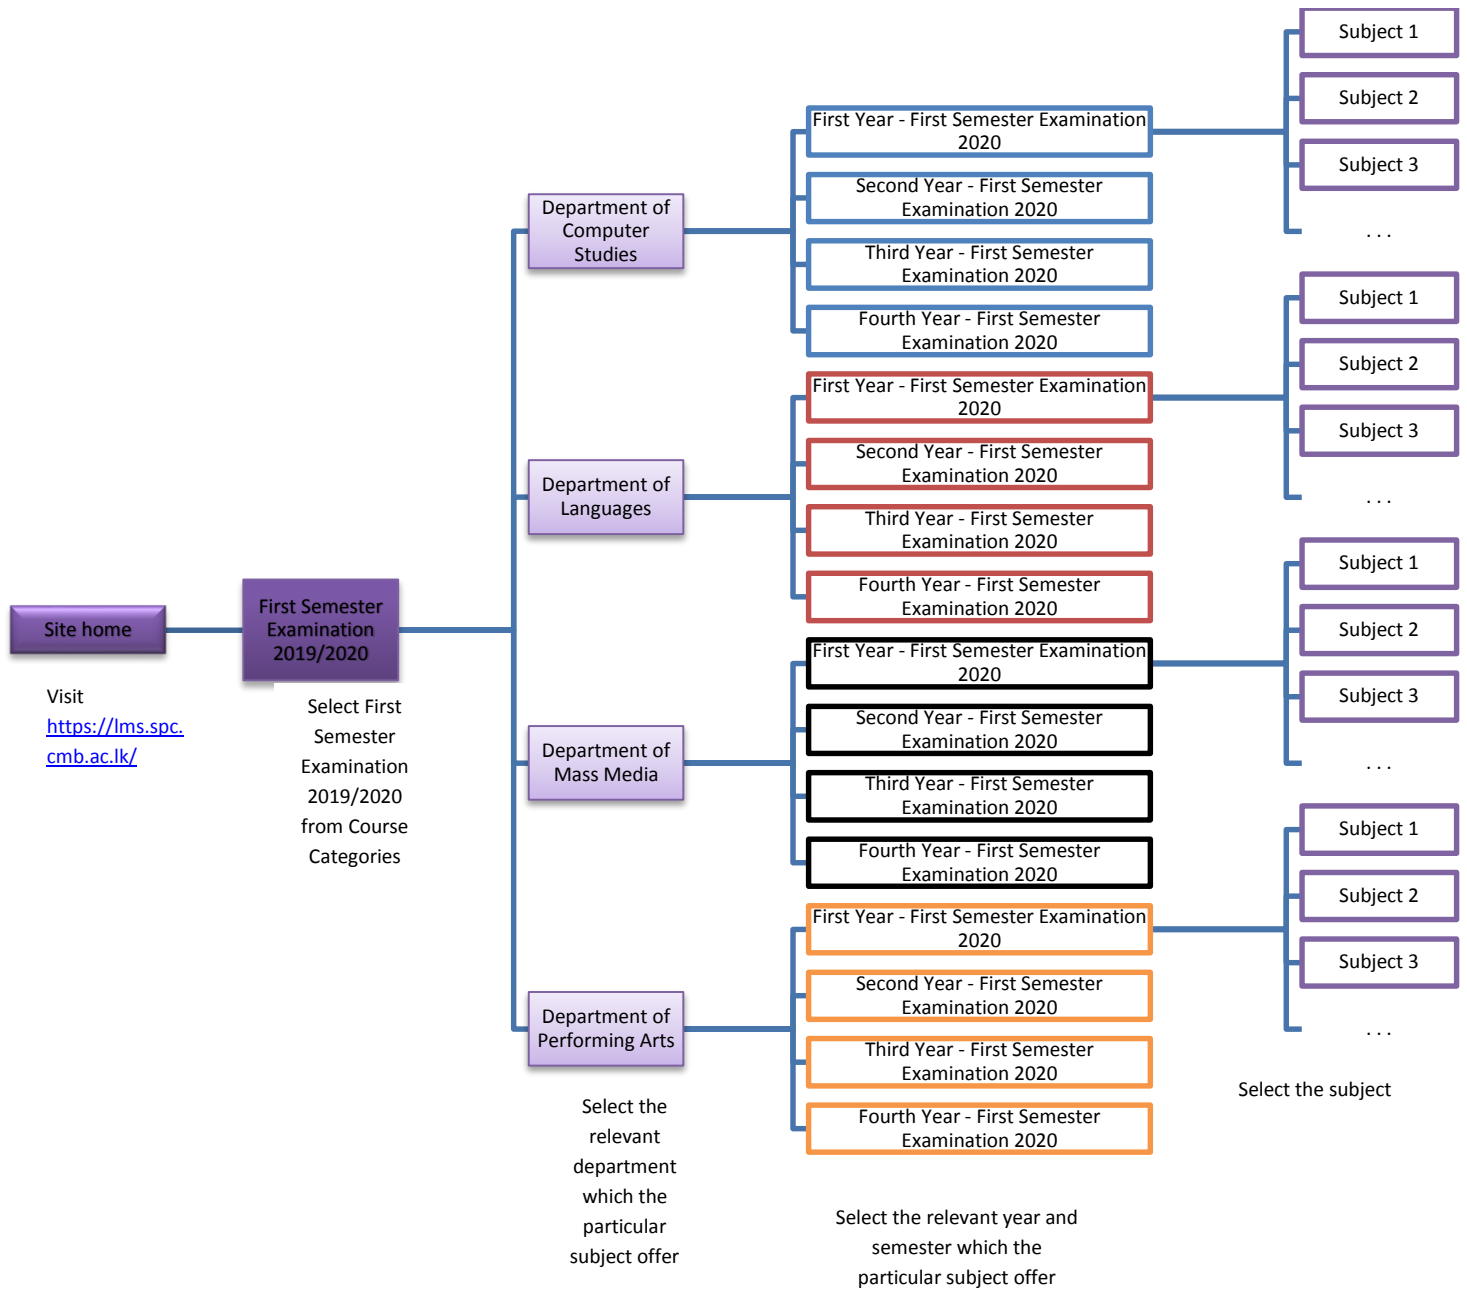 Site home
Visit
https://lms.spc.
cmb.ac.lk/
First Semester
Examination
2019/2020
Select First
Semester
Examination
2019/2020
from Course
Categories
Department of
Computer
Studies
Department of
Languages
Department of
Mass Media
Department of
Performing Arts
Select the
relevant
department
which the
particular
subject offer
First Year - First Semester Examination
2020
Second Year - First Semester
Examination 2020
Third Year - First Semester
Examination 2020
Fourth Year - First Semester
Examination 2020
First Year - First Semester Examination
2020
Second Year - First Semester
Examination 2020
Third Year - First Semester
Examination 2020
Fourth Year - First Semester
Examination 2020
First Year - First Semester Examination
2020
Second Year - First Semester
Examination 2020
Third Year - First Semester
Examination 2020
Fourth Year - First Semester
Examination 2020
First Year - First Semester Examination
2020
Second Year - First Semester
Examination 2020
Third Year - First Semester
Examination 2020
Fourth Year - First Semester
Examination 2020
Select the relevant year and
semester which the
particular subject offer
Subject 1
Subject 2
Subject 3
. . .
Subject 1
Subject 2
Subject 3
. . .
Subject 1
Subject 2
Subject 3
. . .
Subject 1
Subject 2
Subject 3
. . .
Select the subject